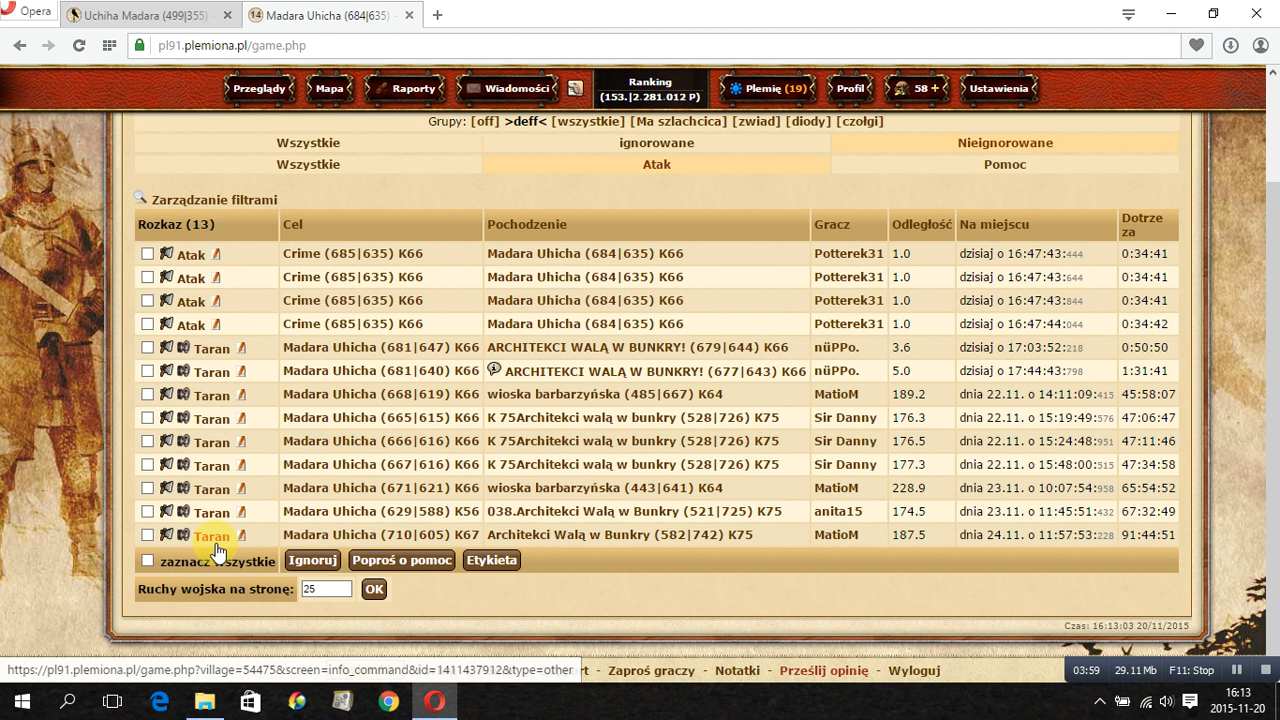 Opera
Uchiha Madara (499|355) -
14 Madara Uhicha (684|635) -
pl91.plemiona.pl/game.php
Przeglądy Mapa Raporty Wiadomości Ranking Plemię (19) Profil 58 + Ustawienia
(153.|2.281.012 P)
Grupy: [off] >deff< [wszystkie] [Ma szlachcica] [zwiad] [diody] [czołgi]
Wszystkie ignorowane Nieignorowane
Wszystkie Atak Pomoc
Zarządzanie filtrami
Rozkaz (13) Cel Pochodzenie Gracz Odległość Na miejscu Dotrze za
Atak Crime (685|635) K66 Madara Uhicha (684|635) K66 Potterek31 1.0 dzisiaj o 16:47:43:444 0:34:41
Atak Crime (685|635) K66 Madara Uhicha (684|635) K66 Potterek31 1.0 dzisiaj o 16:47:43:644 0:34:41
Atak Crime (685|635) K66 Madara Uhicha (684|635) K66 Potterek31 1.0 dzisiaj o 16:47:43:844 0:34:41
Atak Crime (685|635) K66 Madara Uhicha (684|635) K66 Potterek31 1.0 dzisiaj o 16:47:44:044 0:34:42
Taran Madara Uhicha (681|647) K66 ARCHITEKCI WALĄ W BUNKRY! (679|644) K66 nüPPo. 3.6 dzisiaj o 17:03:52:218 0:50:50
Taran Madara Uhicha (681|640) K66 ARCHITEKCI WALĄ W BUNKRY! (677|643) K66 nüPPo. 5.0 dzisiaj o 17:44:43:798 1:31:41
Taran Madara Uhicha (668|619) K66 wioska barbarzyńska (485|667) K64 MatioM 189.2 dnia 22.11. o 14:11:09:415 45:58:07
Taran Madara Uhicha (665|615) K66 K 75Architekci walą w bunkry (528|726) K75 Sir Danny 176.3 dnia 22.11. o 15:19:49:576 47:06:47
Taran Madara Uhicha (666|616) K66 K 75Architekci walą w bunkry (528|726) K75 Sir Danny 176.5 dnia 22.11. o 15:24:48:951 47:11:46
Taran Madara Uhicha (667|616) K66 K 75Architekci walą w bunkry (528|726) K75 Sir Danny 177.3 dnia 22.11. o 15:48:00:515 47:34:58
Taran Madara Uhicha (671|621) K66 wioska barbarzyńska (443|641) K64 MatioM 228.9 dnia 23.11. o 10:07:54:958 65:54:52
Taran Madara Uhicha (629|588) K56 038.Architekci Walą w Bunkry (521|725) K75 anita15 174.5 dnia 23.11. o 11:45:51:432 67:32:49
Taran Madara Uhicha (710|605) K67 Architekci Walą w Bunkry (582|742) K75 MatioM 187.5 dnia 24.11. o 11:57:53:228 91:44:51
zaznacz wszystkie Ignoruj Poproś o pomoc Etykieta
Ruchy wojska na stronę: 25 OK
Czas: 16:13:03 20/11/2015
https://pl91.plemiona.pl/game.php?village=54475&screen=info_command&id=1411437912&type=other
rt - Zaproś graczy - Notatki - Prześlij opinię - Wyloguj
03:59 29.11 Mb F11: Stop
16:13
2015-11-20